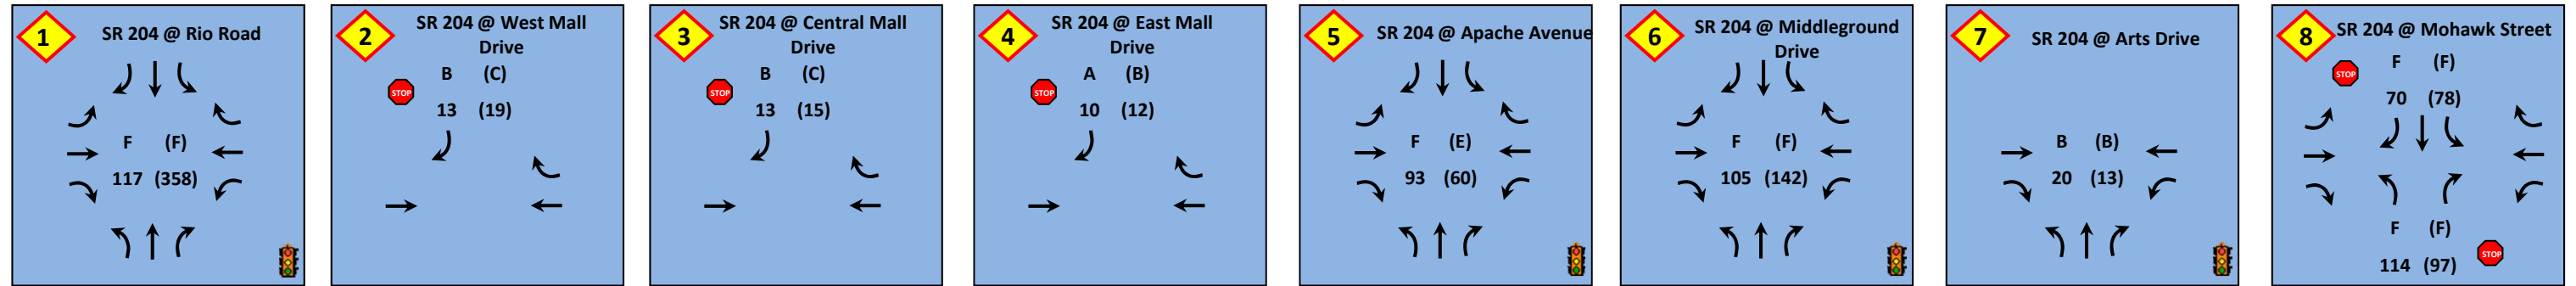 1
SR 204 @ Rio Road
F (F)
117 (358)
2
SR 204 @ West Mall
Drive
B (C)
STOP
13 (19)
3
SR 204 @ Central Mall
Drive
B (C)
STOP
13 (15)
4
SR 204 @ East Mall
Drive
A (B)
STOP
10 (12)
5
SR 204 @ Apache Avenue
F (E)
93 (60)
6
SR 204 @ Middleground
Drive
F (F)
105 (142)
7
SR 204 @ Arts Drive
B (B)
20 (13)
8
SR 204 @ Mohawk Street
F (F)
STOP
70 (78)
F (F)
STOP
114 (97)